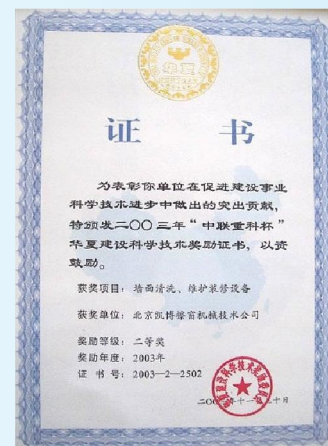 华夏
证 书
为表彰你单位在促进建设事业
科学技术进步中做出的突出贡献，
特颁发二〇〇三年“中联重科杯”
华夏建设科学技术奖励证书，以资
鼓励。
获奖项目：墙面清洗、维护装修设备
获奖单位：北京凯博擦窗机械技术公司
奖励等级：二等类
奖励年度：2003年
证 书 号：2003—2—2502